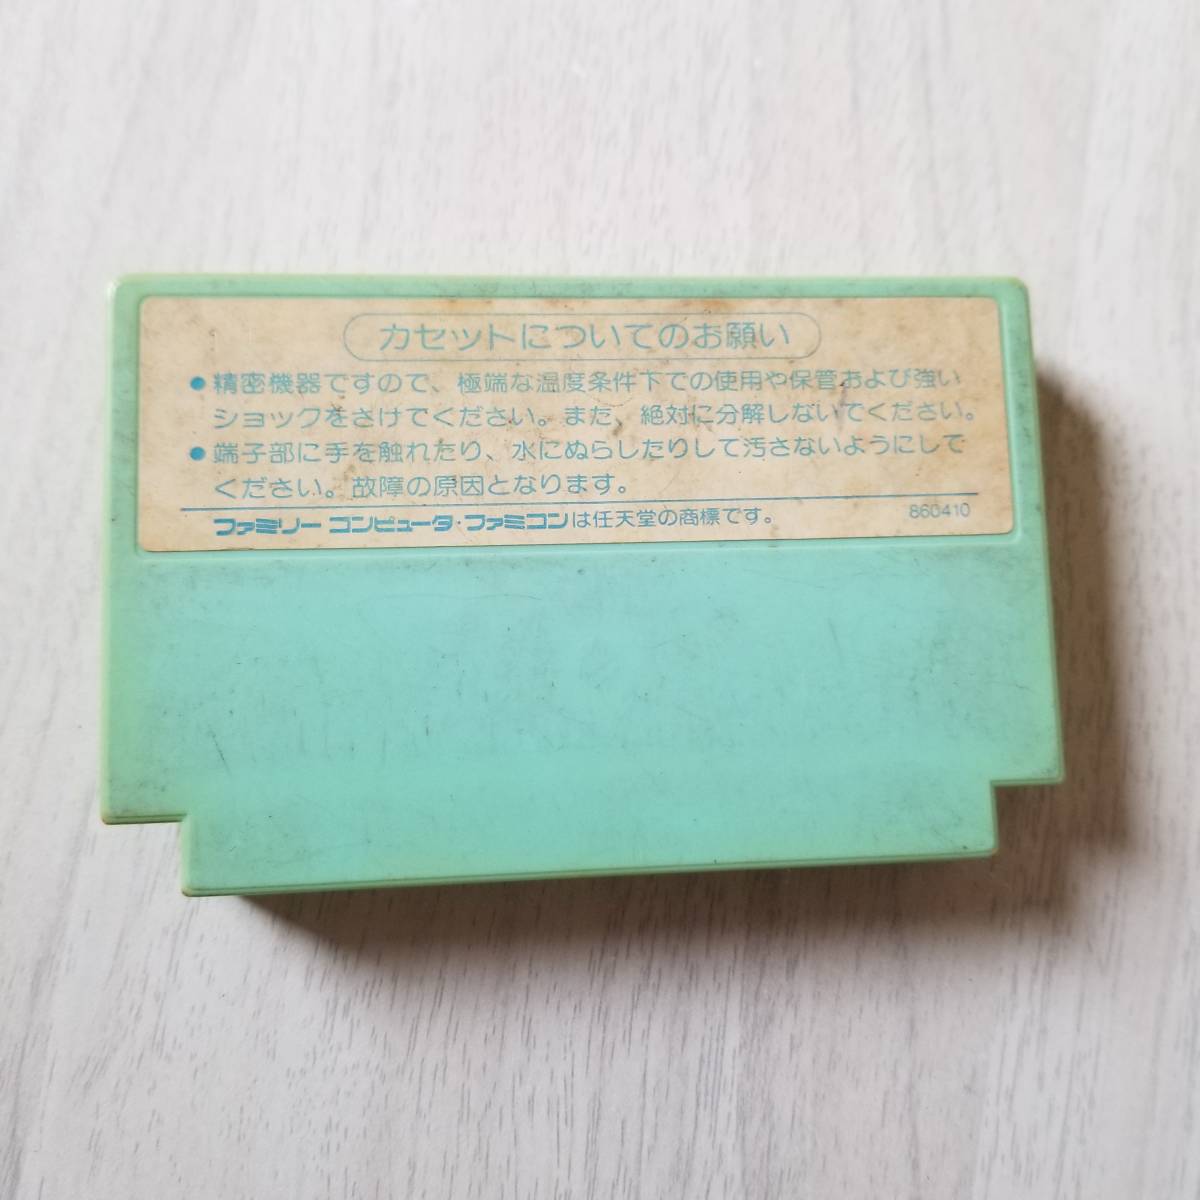 カセットについてのお願い
●精密機器ですので、極端な温度条件下での使用や保管および強い
ショックをさけてください。また、絶対に分解しないでください。
●端子部に手を触れたり、水にぬらしたりして汚さないようにして
ください。故障の原因となります。
ファミリーコンピュータ・ファミコンは任天堂の商標です。 860410